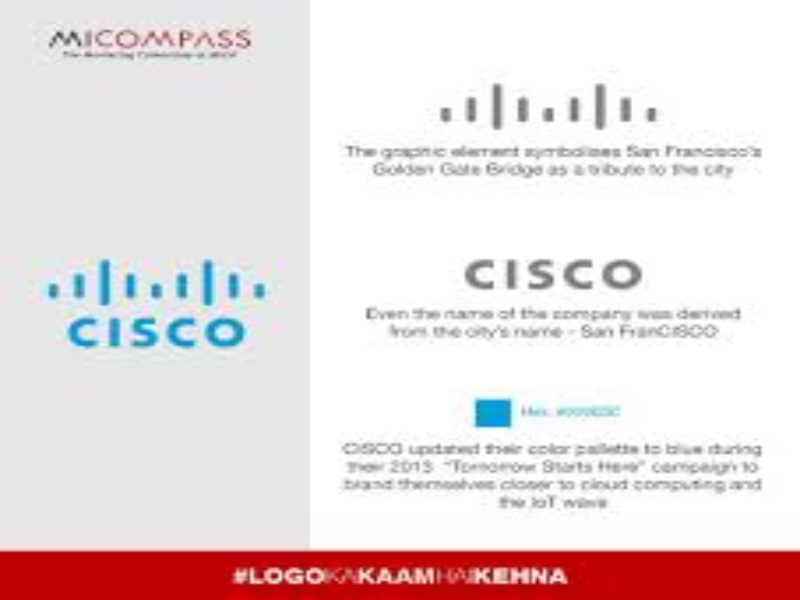 MICOMPASS
The Marketing Committee of
The graphic element symbolises San Francisco's
Golden Gate Bridge as a tribute to the city
CISCO
CISCO
Even the name of the company was derived
from the city's name - San FranCISCO
Hex:
CISCO updated their color pallette to blue during
their 2013 "Tomorrow Starts Here" campaign to
brand themselves closer to cloud computing and
the IoT wave
#LOGOKAKAAMHAIKEHNA